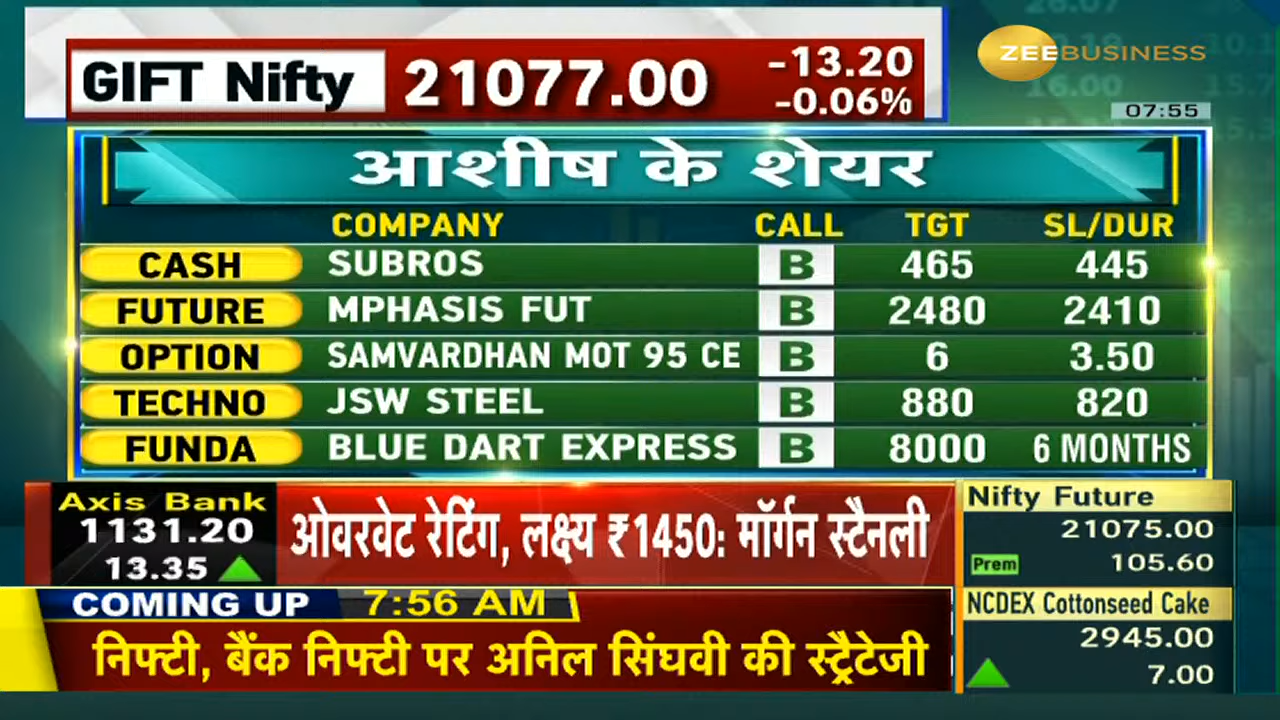 GIFT Nifty 21077.00 -13.20
-0.06%
ZEEBUSINESS
07:55
आशीष के शेयर
COMPANY CALL TGT SL/DUR
CASH SUBROS B 465 445
FUTURE MPHASIS FUT B 2480 2410
OPTION SAMVARDHAN MOT 95 CE B 6 3.50
TECHNO JSW STEEL B 880 820
FUNDA BLUE DART EXPRESS B 8000 6 MONTHS
Axis Bank
1131.20
13.35
ओवरवेट रेटिंग, लक्ष्य ₹1450: मॉर्गन स्टैनली
Nifty Future
21075.00
Prem 105.60
COMING UP 7:56 AM
निफ्टी, बैंक निफ्टी पर अनिल सिंघवी की स्ट्रैटेजी
NCDEX Cottonseed Cake
2945.00
7.00